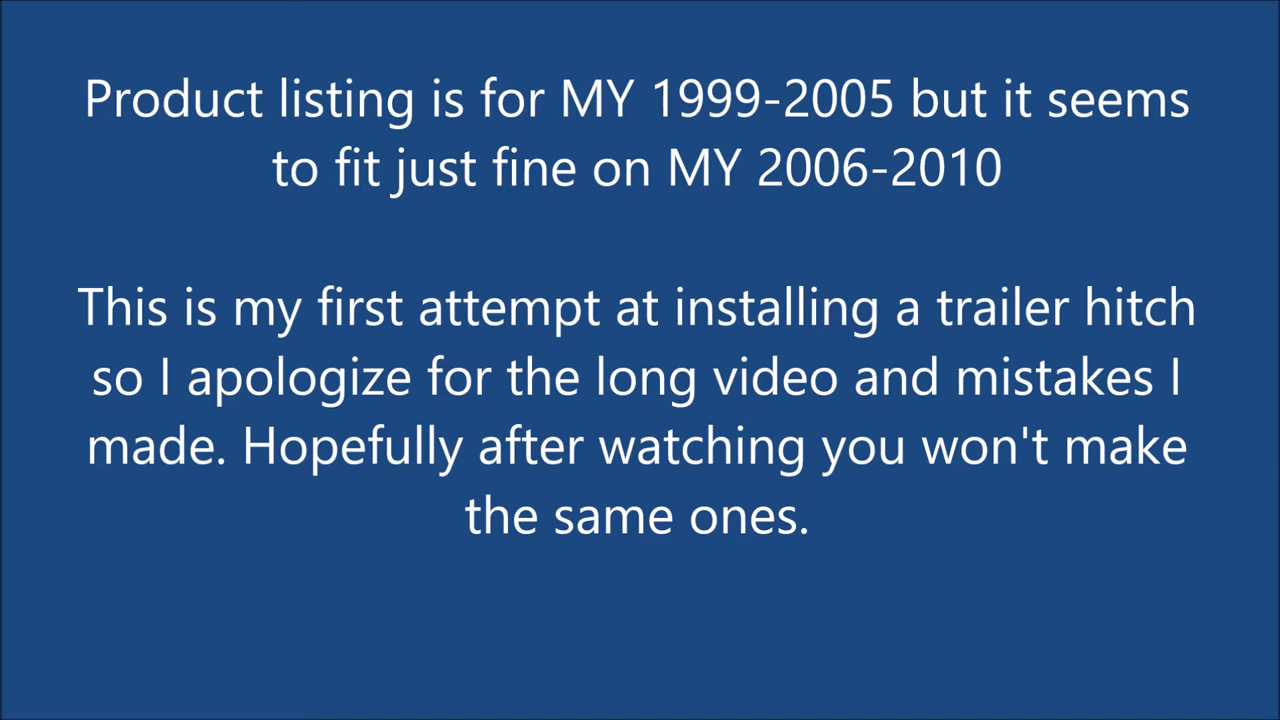 Product listing is for MY 1999-2005 but it seems
to fit just fine on MY 2006-2010
This is my first attempt at installing a trailer hitch
so I apologize for the long video and mistakes I
made. Hopefully after watching you won't make
the same ones.